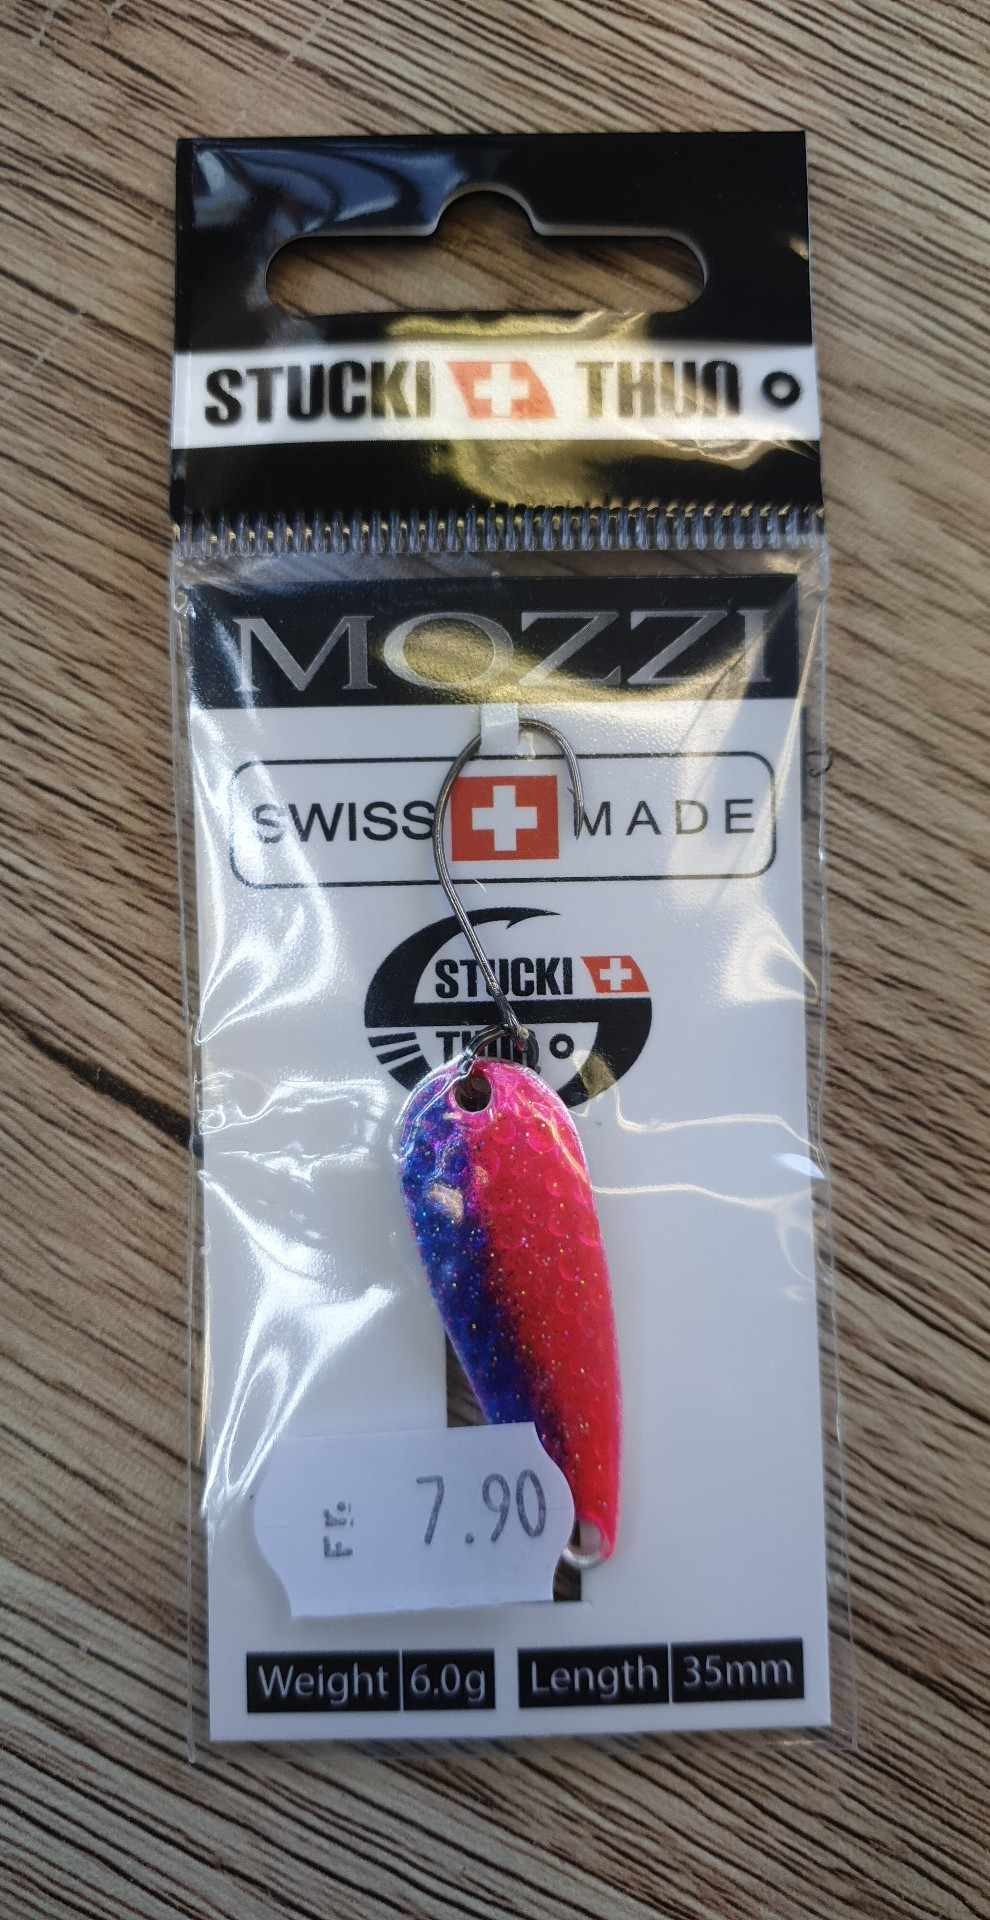 STUCKI THUN
MOZZI
SWISS MADE
STUCKI
THUN
Fr. 7.90
Weight 6.0g Length 35mm